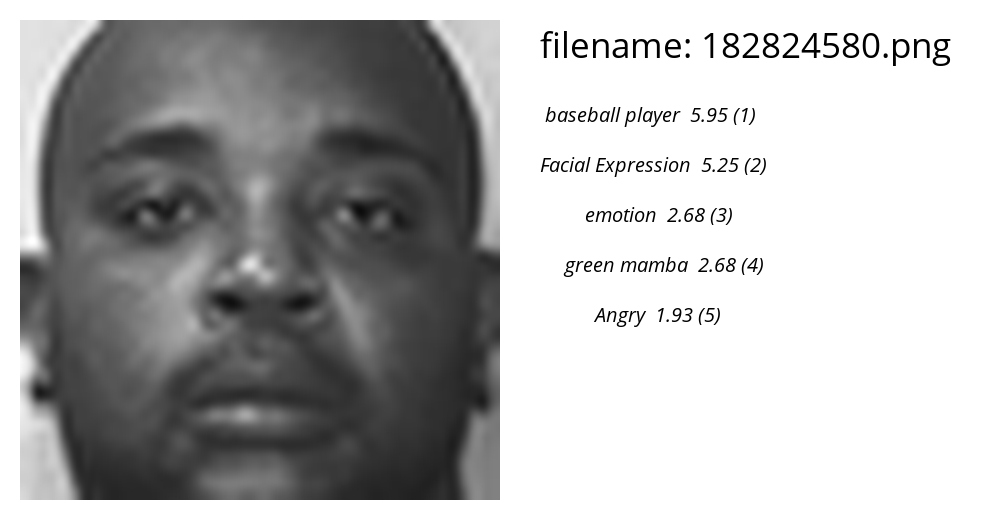 filename: 182824580.png
baseball player 5.95 (1)
Facial Expression 5.25 (2)
emotion 2.68 (3)
green mamba 2.68 (4)
Angry 1.93 (5)